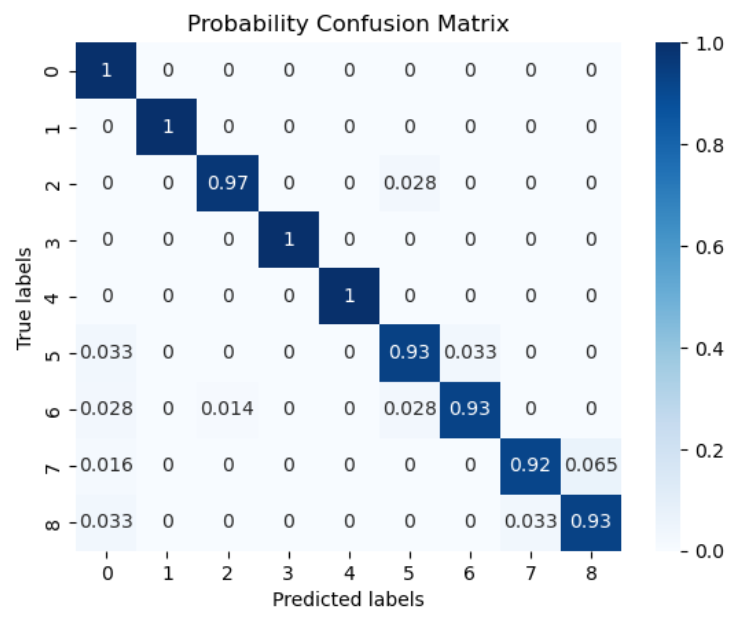 Probability Confusion Matrix
True labels
0 1 0 0 0 0 0 0 0 0
1 0 1 0 0 0 0 0 0 0
2 0 0 0.97 0 0 0.028 0 0 0
3 0 0 0 1 0 0 0 0 0
4 0 0 0 0 1 0 0 0 0
5 0.033 0 0 0 0 0.93 0.033 0 0
6 0.028 0 0.014 0 0 0.028 0.93 0 0
7 0.016 0 0 0 0 0 0 0.92 0.065
8 0.033 0 0 0 0 0 0 0.033 0.93
0 1 2 3 4 5 6 7 8
Predicted labels
1.0
0.8
0.6
0.4
0.2
0.0